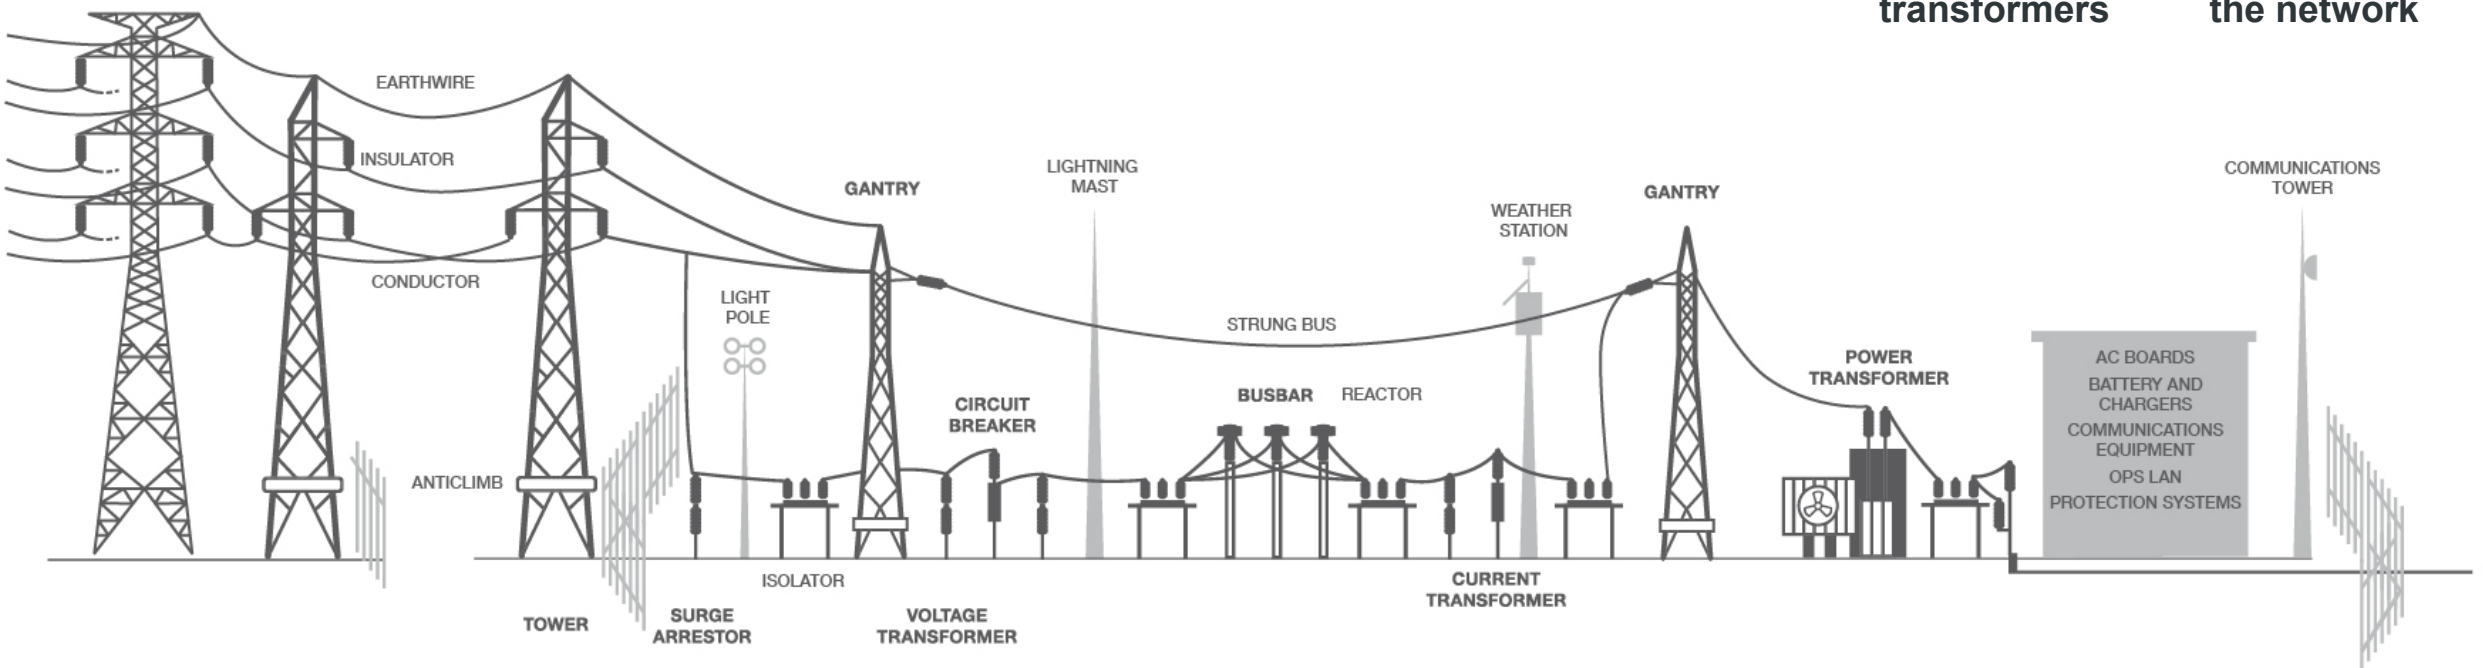 transformers
the network
EARTHWIRE
INSULATOR
CONDUCTOR
ANTICLIMB
TOWER
LIGHT
POLE
SURGE
ARRESTOR
ISOLATOR
GANTRY
VOLTAGE
TRANSFORMER
CIRCUIT
BREAKER
LIGHTNING
MAST
STRUNG BUS
BUSBAR
REACTOR
WEATHER
STATION
CURRENT
TRANSFORMER
GANTRY
POWER
TRANSFORMER
AC BOARDS
BATTERY AND
CHARGERS
COMMUNICATIONS
EQUIPMENT
OPS LAN
PROTECTION SYSTEMS
COMMUNICATIONS
TOWER